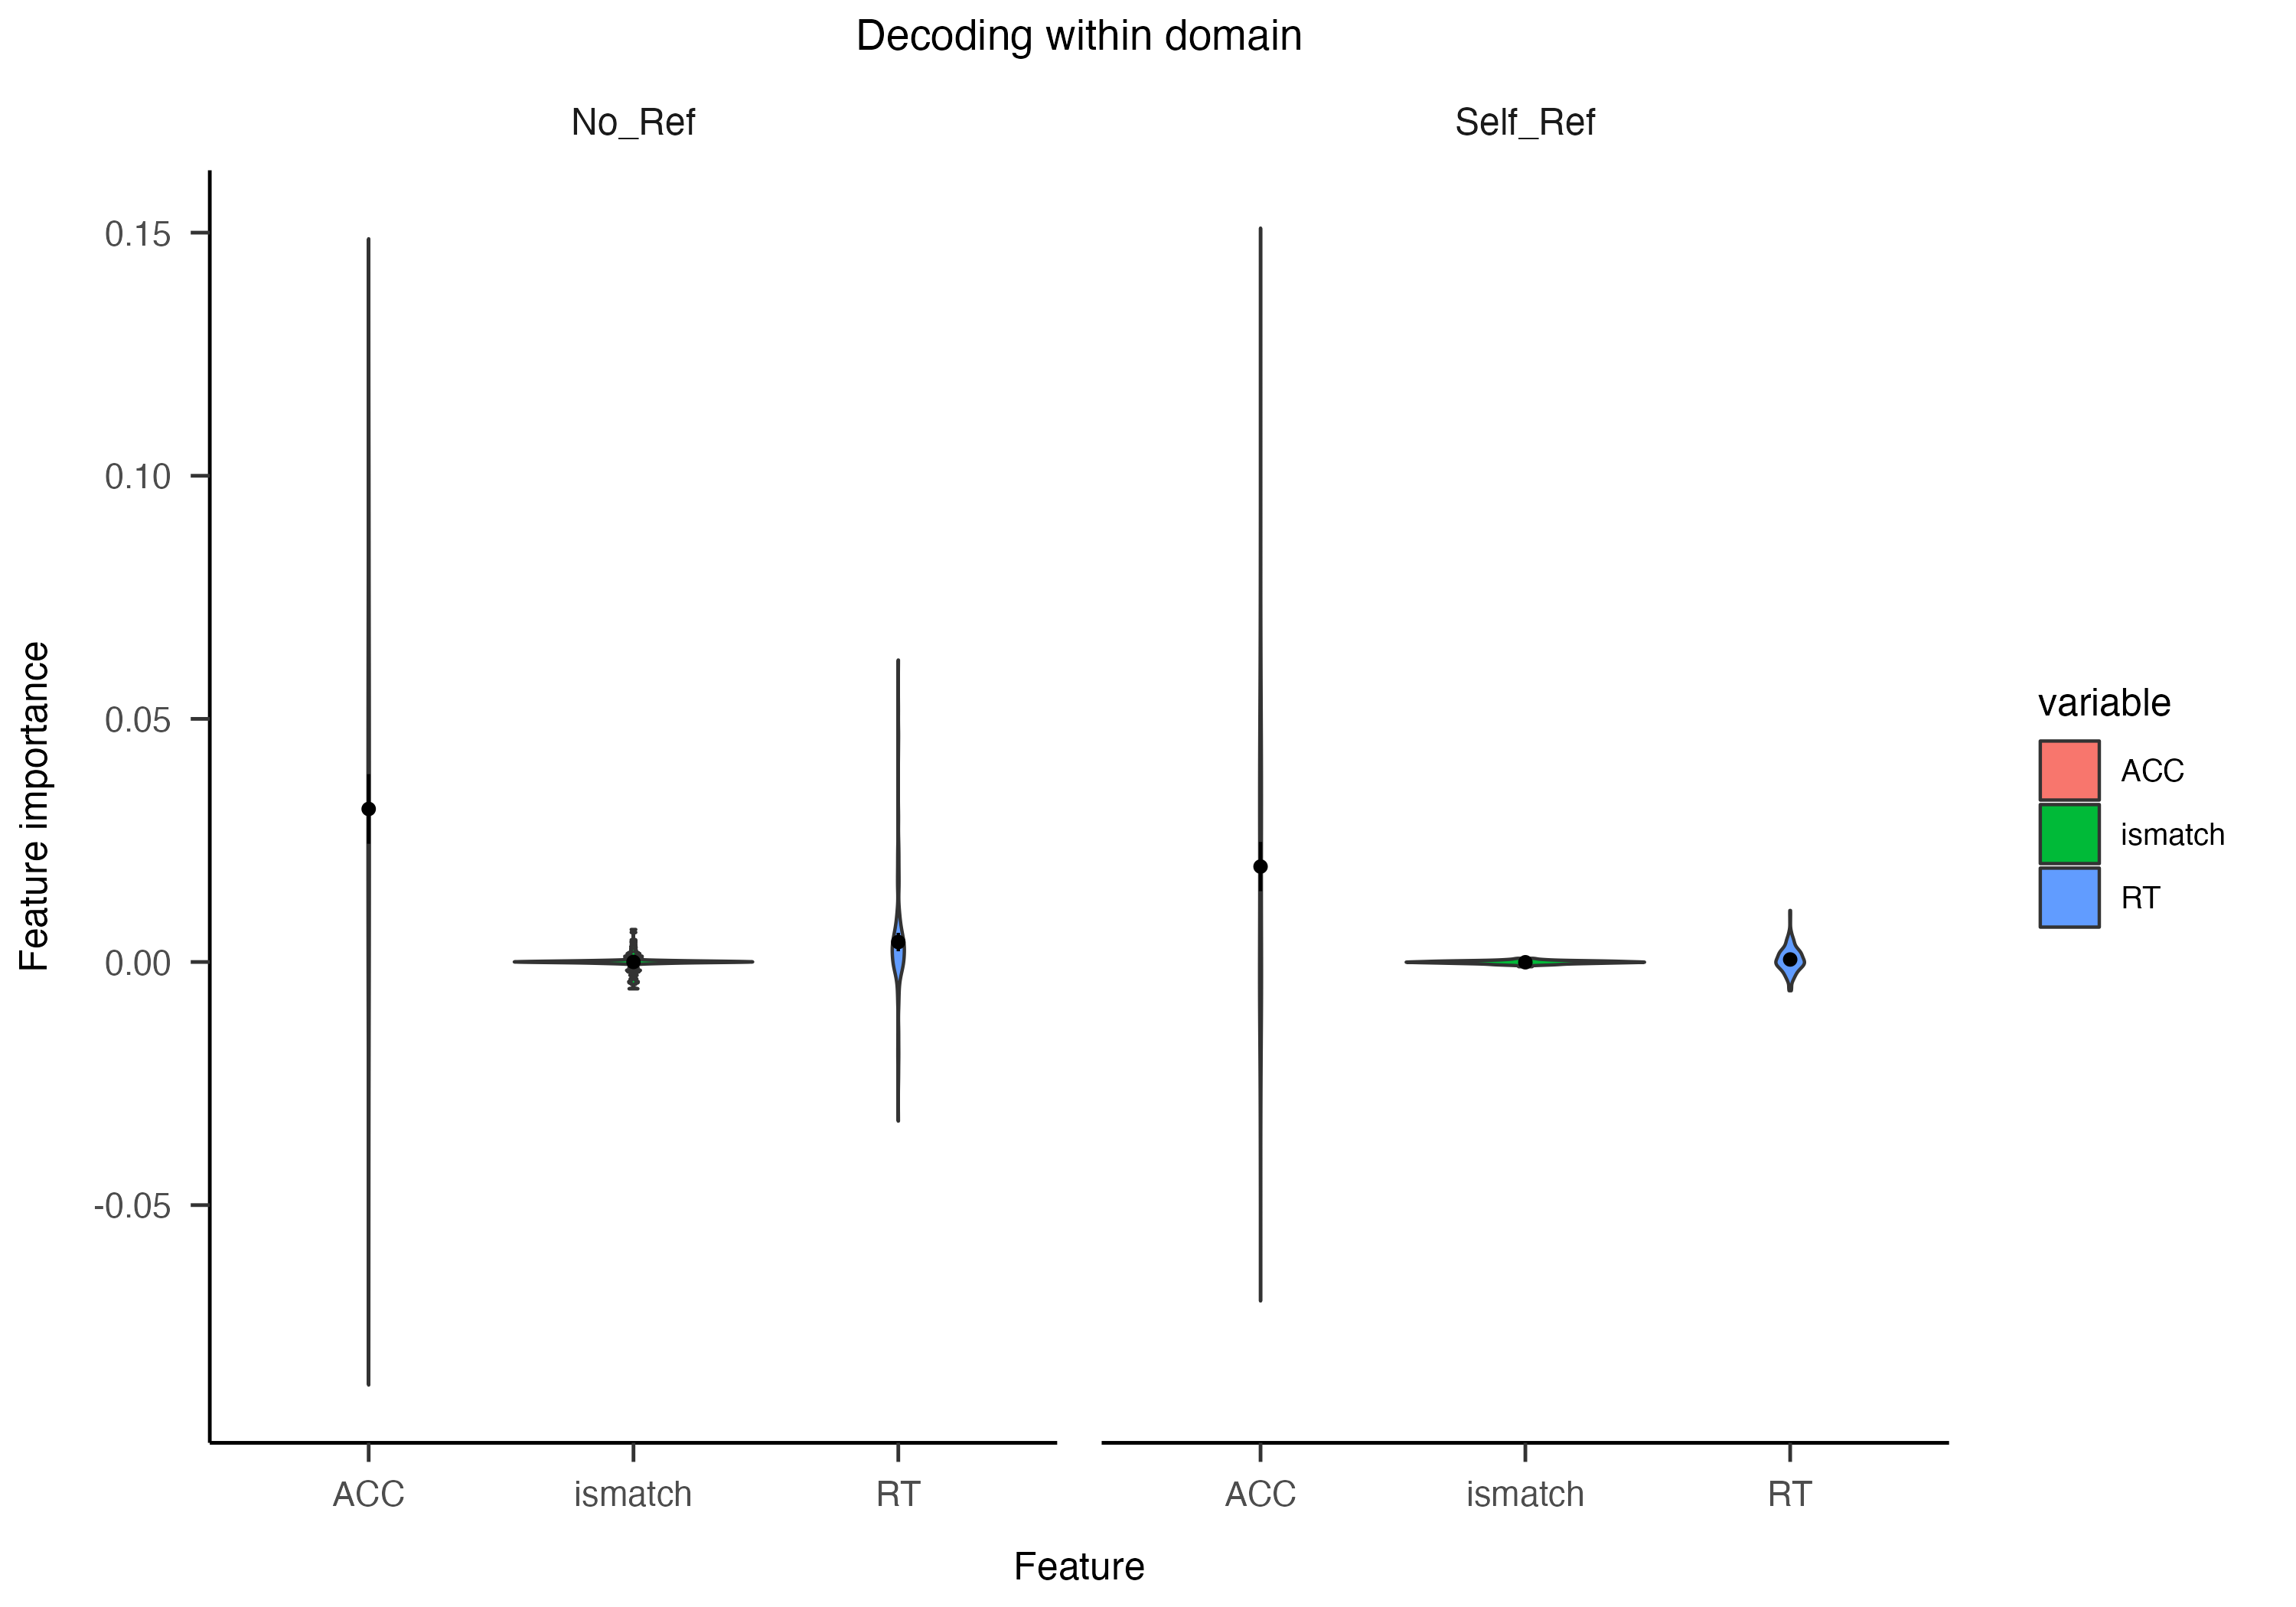 Decoding within domain
No_Ref
Self_Ref
0.15
0.10
0.05
0.00
-0.05
Feature importance
ACC
ismatch
RT
ACC
ismatch
RT
Feature
variable
ACC
ismatch
RT